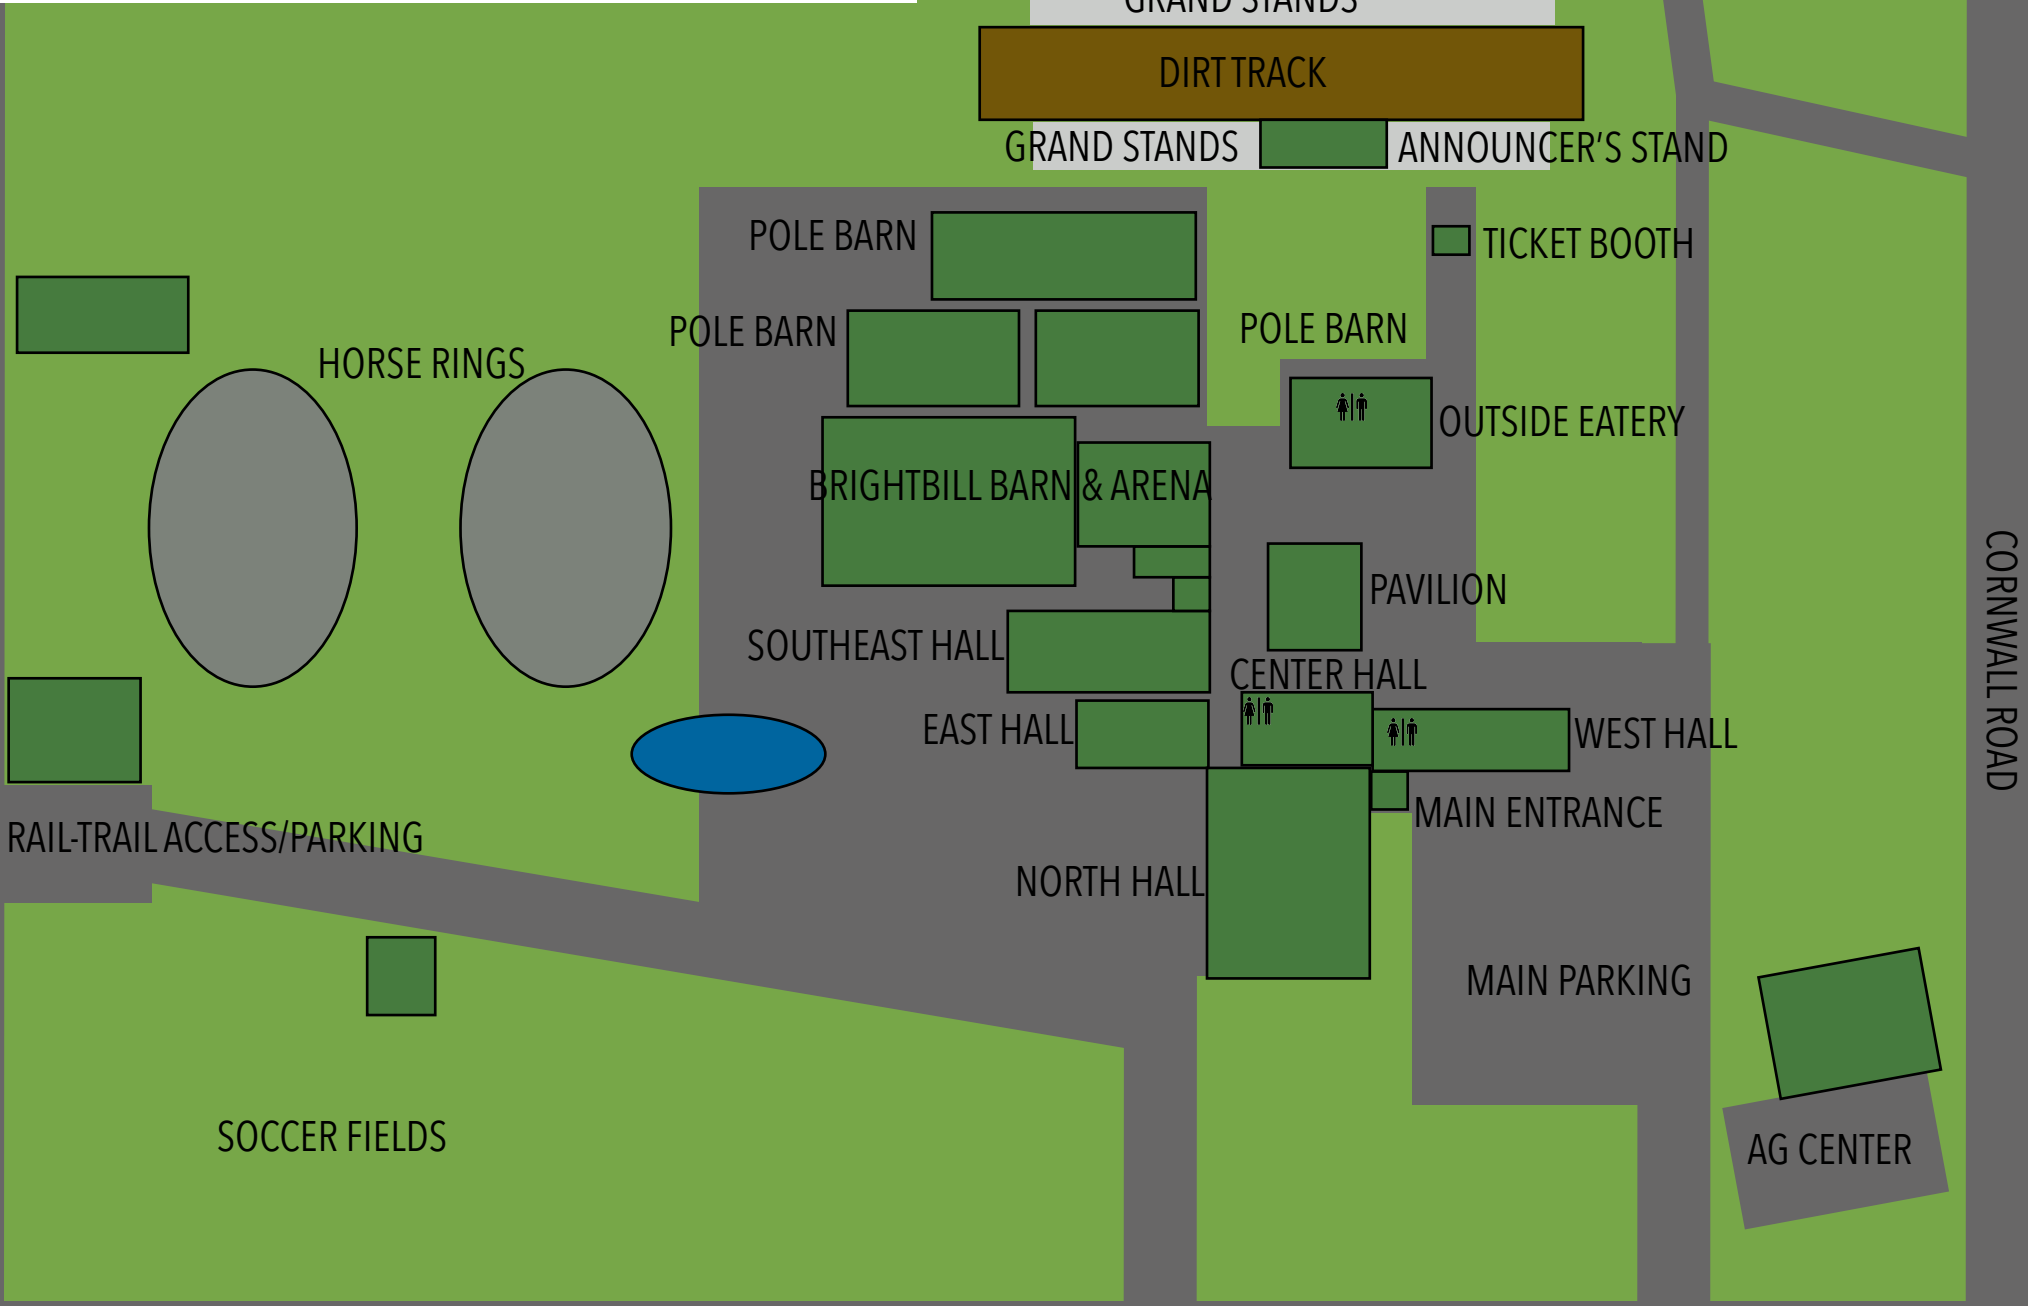 GRAND STANDS
DIRT TRACK
GRAND STANDS
ANNOUNCER'S STAND
POLE BARN
TICKET BOOTH
POLE BARN
POLE BARN
HORSE RINGS
OUTSIDE EATERY
BRIGHTBILL BARN & ARENA
PAVILION
SOUTHEAST HALL
CENTER HALL
EAST HALL
WEST HALL
CORNWALL ROAD
MAIN ENTRANCE
RAIL-TRAIL ACCESS/PARKING
NORTH HALL
MAIN PARKING
SOCCER FIELDS
AG CENTER